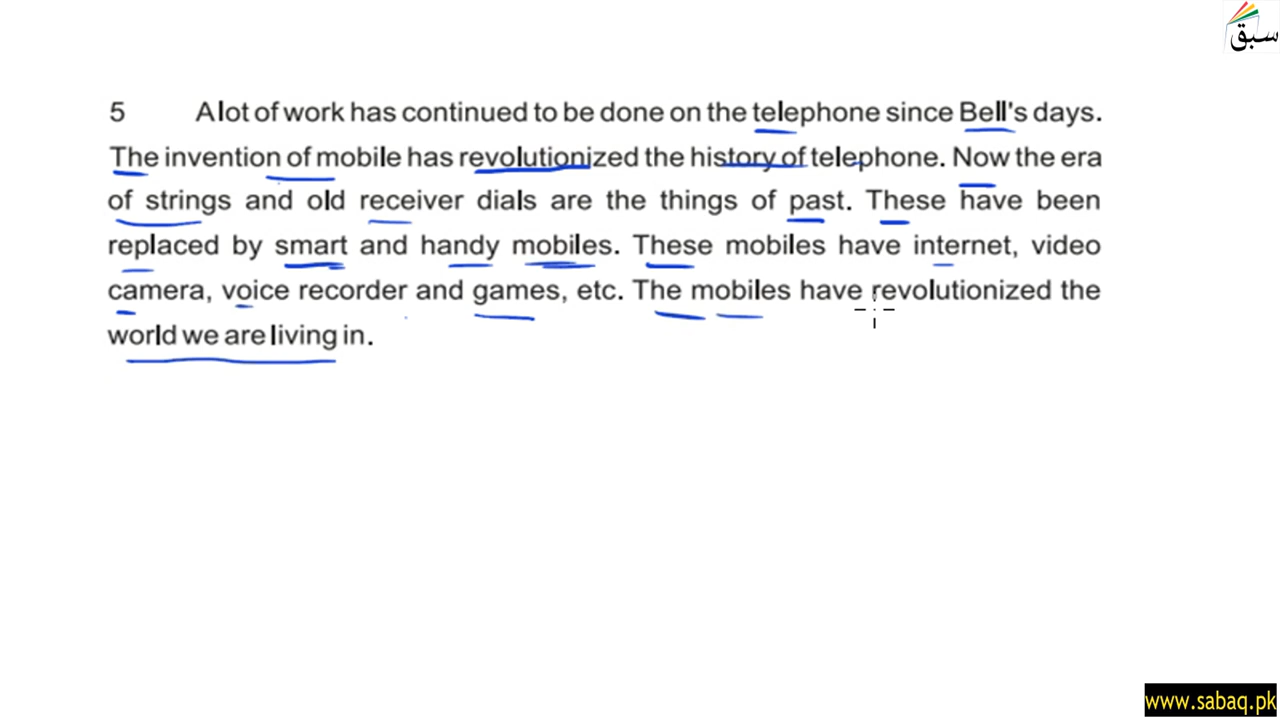 سبق
5 A lot of work has continued to be done on the telephone since Bell's days.
The invention of mobile has revolutionized the history of telephone. Now the era
of strings and old receiver dials are the things of past. These have been
replaced by smart and handy mobiles. These mobiles have internet, video
camera, voice recorder and games, etc. The mobiles have revolutionized the
world we are living in.
www.sabaq.pk